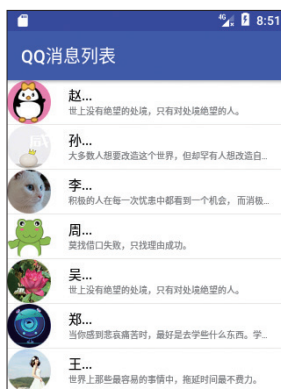 4G 8:51
QQ消息列表
赵...
世上没有绝望的处境，只有对处境绝望的人。
孙...
大多数人想要改造这个世界，但却罕有人想改造自...
李...
积极的人在每一次忧患中都看到一个机会， 而消极...
周...
莫找借口失败，只找理由成功。
吴...
世上没有绝望的处境，只有对处境绝望的人。
郑...
当你感到悲哀痛苦时，最好是去学些什么东西。学...
王...
世界上那些最容易的事情中，拖延时间最不费力。